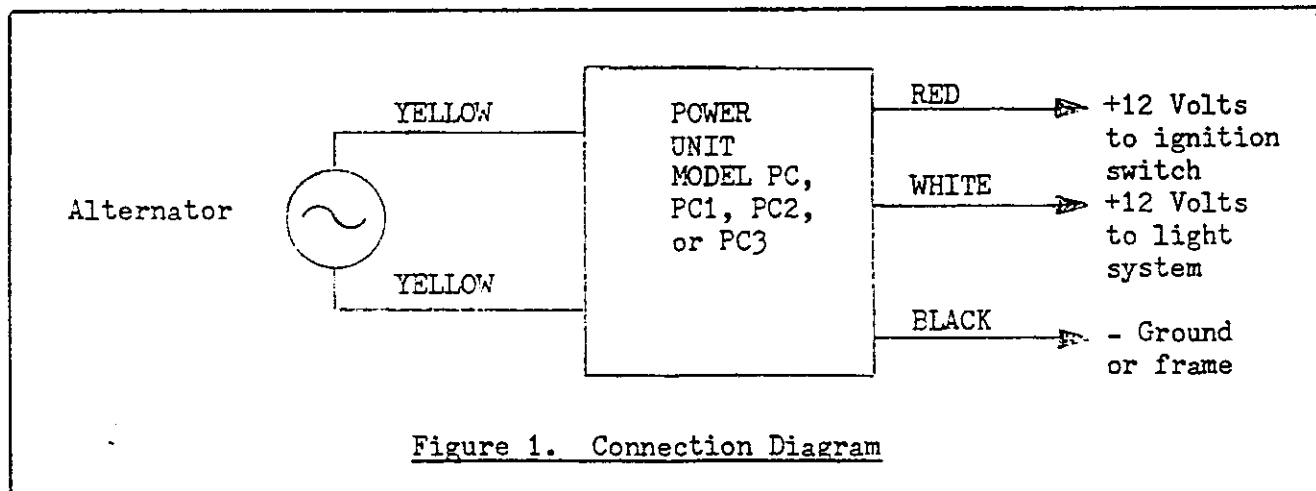 Alternator
YELLOW
YELLOW
POWER
UNIT
MODEL PC,
PC1, PC2,
or PC3
RED
+12 Volts
to ignition
switch
WHITE
+12 Volts
to light
system
BLACK
- Ground
or frame
Figure 1. Connection Diagram